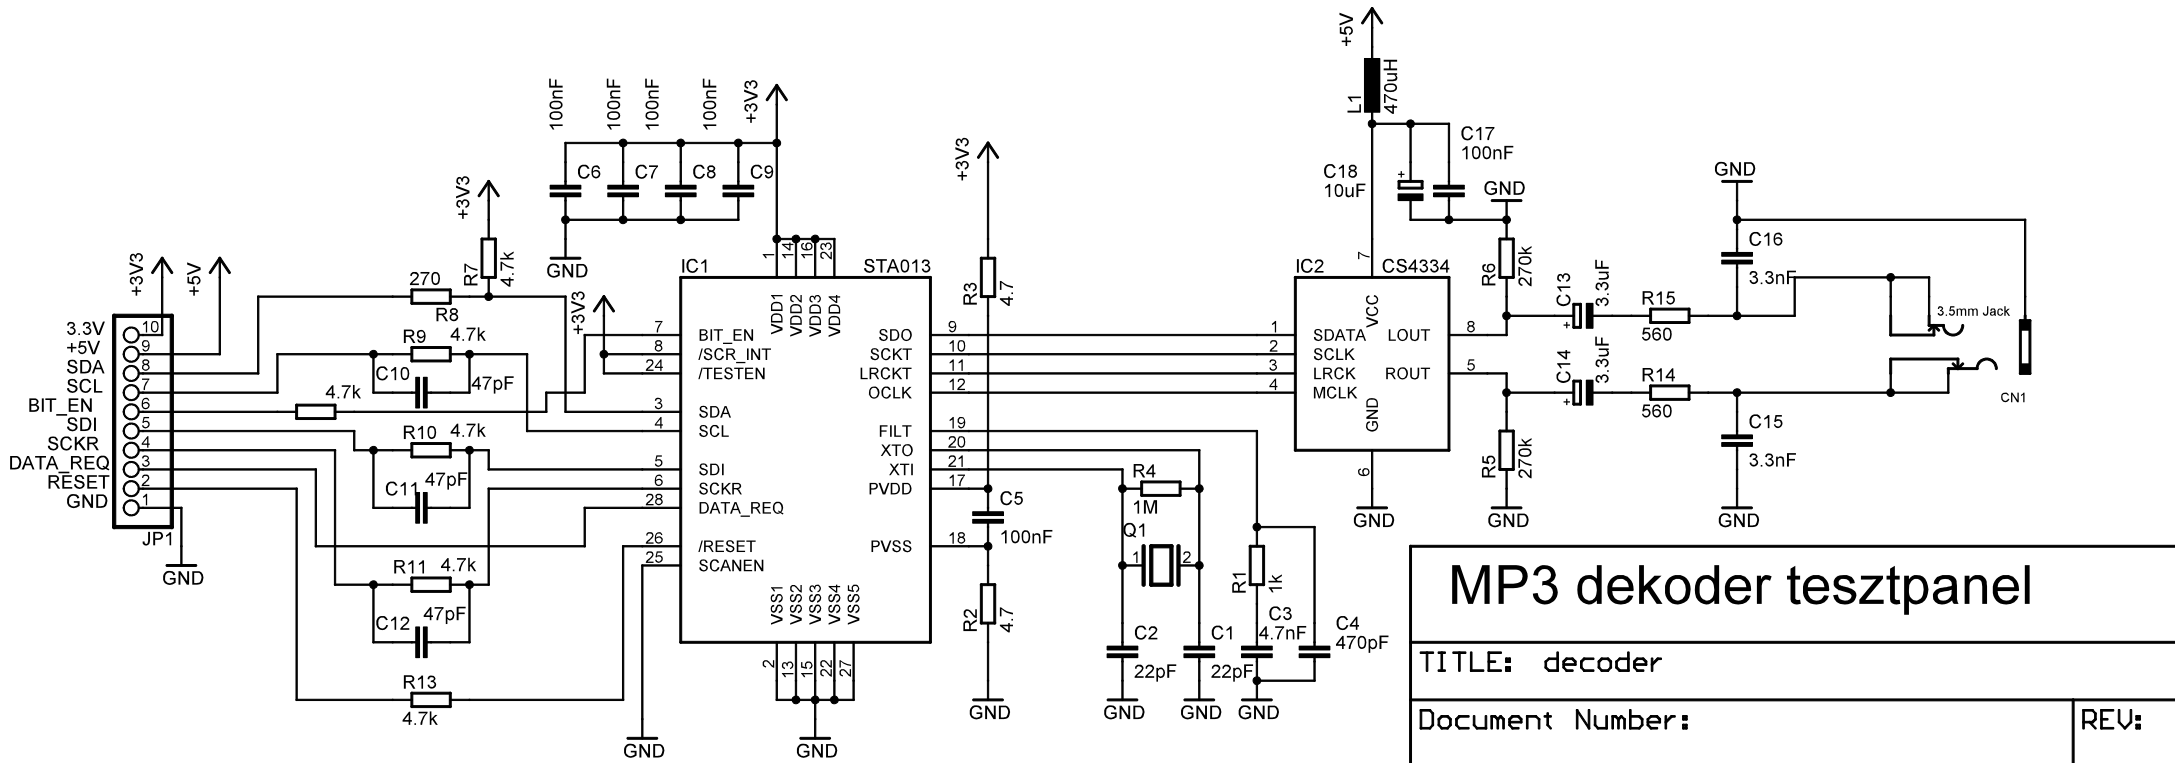 +3V3
+5V
3.3V
+5V
SDA
SCL
BIT_EN
SDI
SCKR
DATA_REQ
RESET
GND
10
9
8
7
6
5
4
3
2
1
JP1
GND
270
R8
+3V3
R7
4.7k
R9
4.7k
C10
47pF
4.7k
R10
4.7k
C11
47pF
R11
4.7k
C12
47pF
R13
4.7k
100nF
100nF
100nF
100nF
+3V3
C6
C7
C8
C9
GND
+3V3
IC1
STA013
1
14
16
23
VDD1
VDD2
VDD3
VDD4
7
BIT_EN
8
/SCR_INT
24
/TESTEN
3
SDA
4
SCL
5
SDI
6
SCKR
28
DATA_REQ
26
/RESET
25
SCANEN
GND
SDO
9
SCKT
10
LRCKT
11
OCLK
12
FILT
19
XTO
20
XTI
21
PVDD
17
PVSS
18
VSS1
VSS2
VSS3
VSS4
VSS5
2
13
15
22
27
GND
+3V3
R3
4.7
C5
100nF
R2
4.7
GND
R4
1M
Q1
1
2
C2
22pF
GND
C1
22pF
GND
R1
1k
C3
4.7nF
C4
470pF
GND
+5V
L1
470uH
C18
+
10uF
C17
100nF
GND
IC2
CS4334
7
VCC
1
SDATA
2
SCLK
3
LRCK
4
MCLK
LOUT
8
ROUT
5
GND
6
GND
R6
270k
R5
270k
GND
C13
3.3uF
+
C14
3.3uF
+
R15
560
R14
560
GND
C16
3.3nF
C15
3.3nF
GND
3.5mm Jack
CN1
MP3 dekoder tesztpanel
TITLE: decoder
Document Number:
REV: